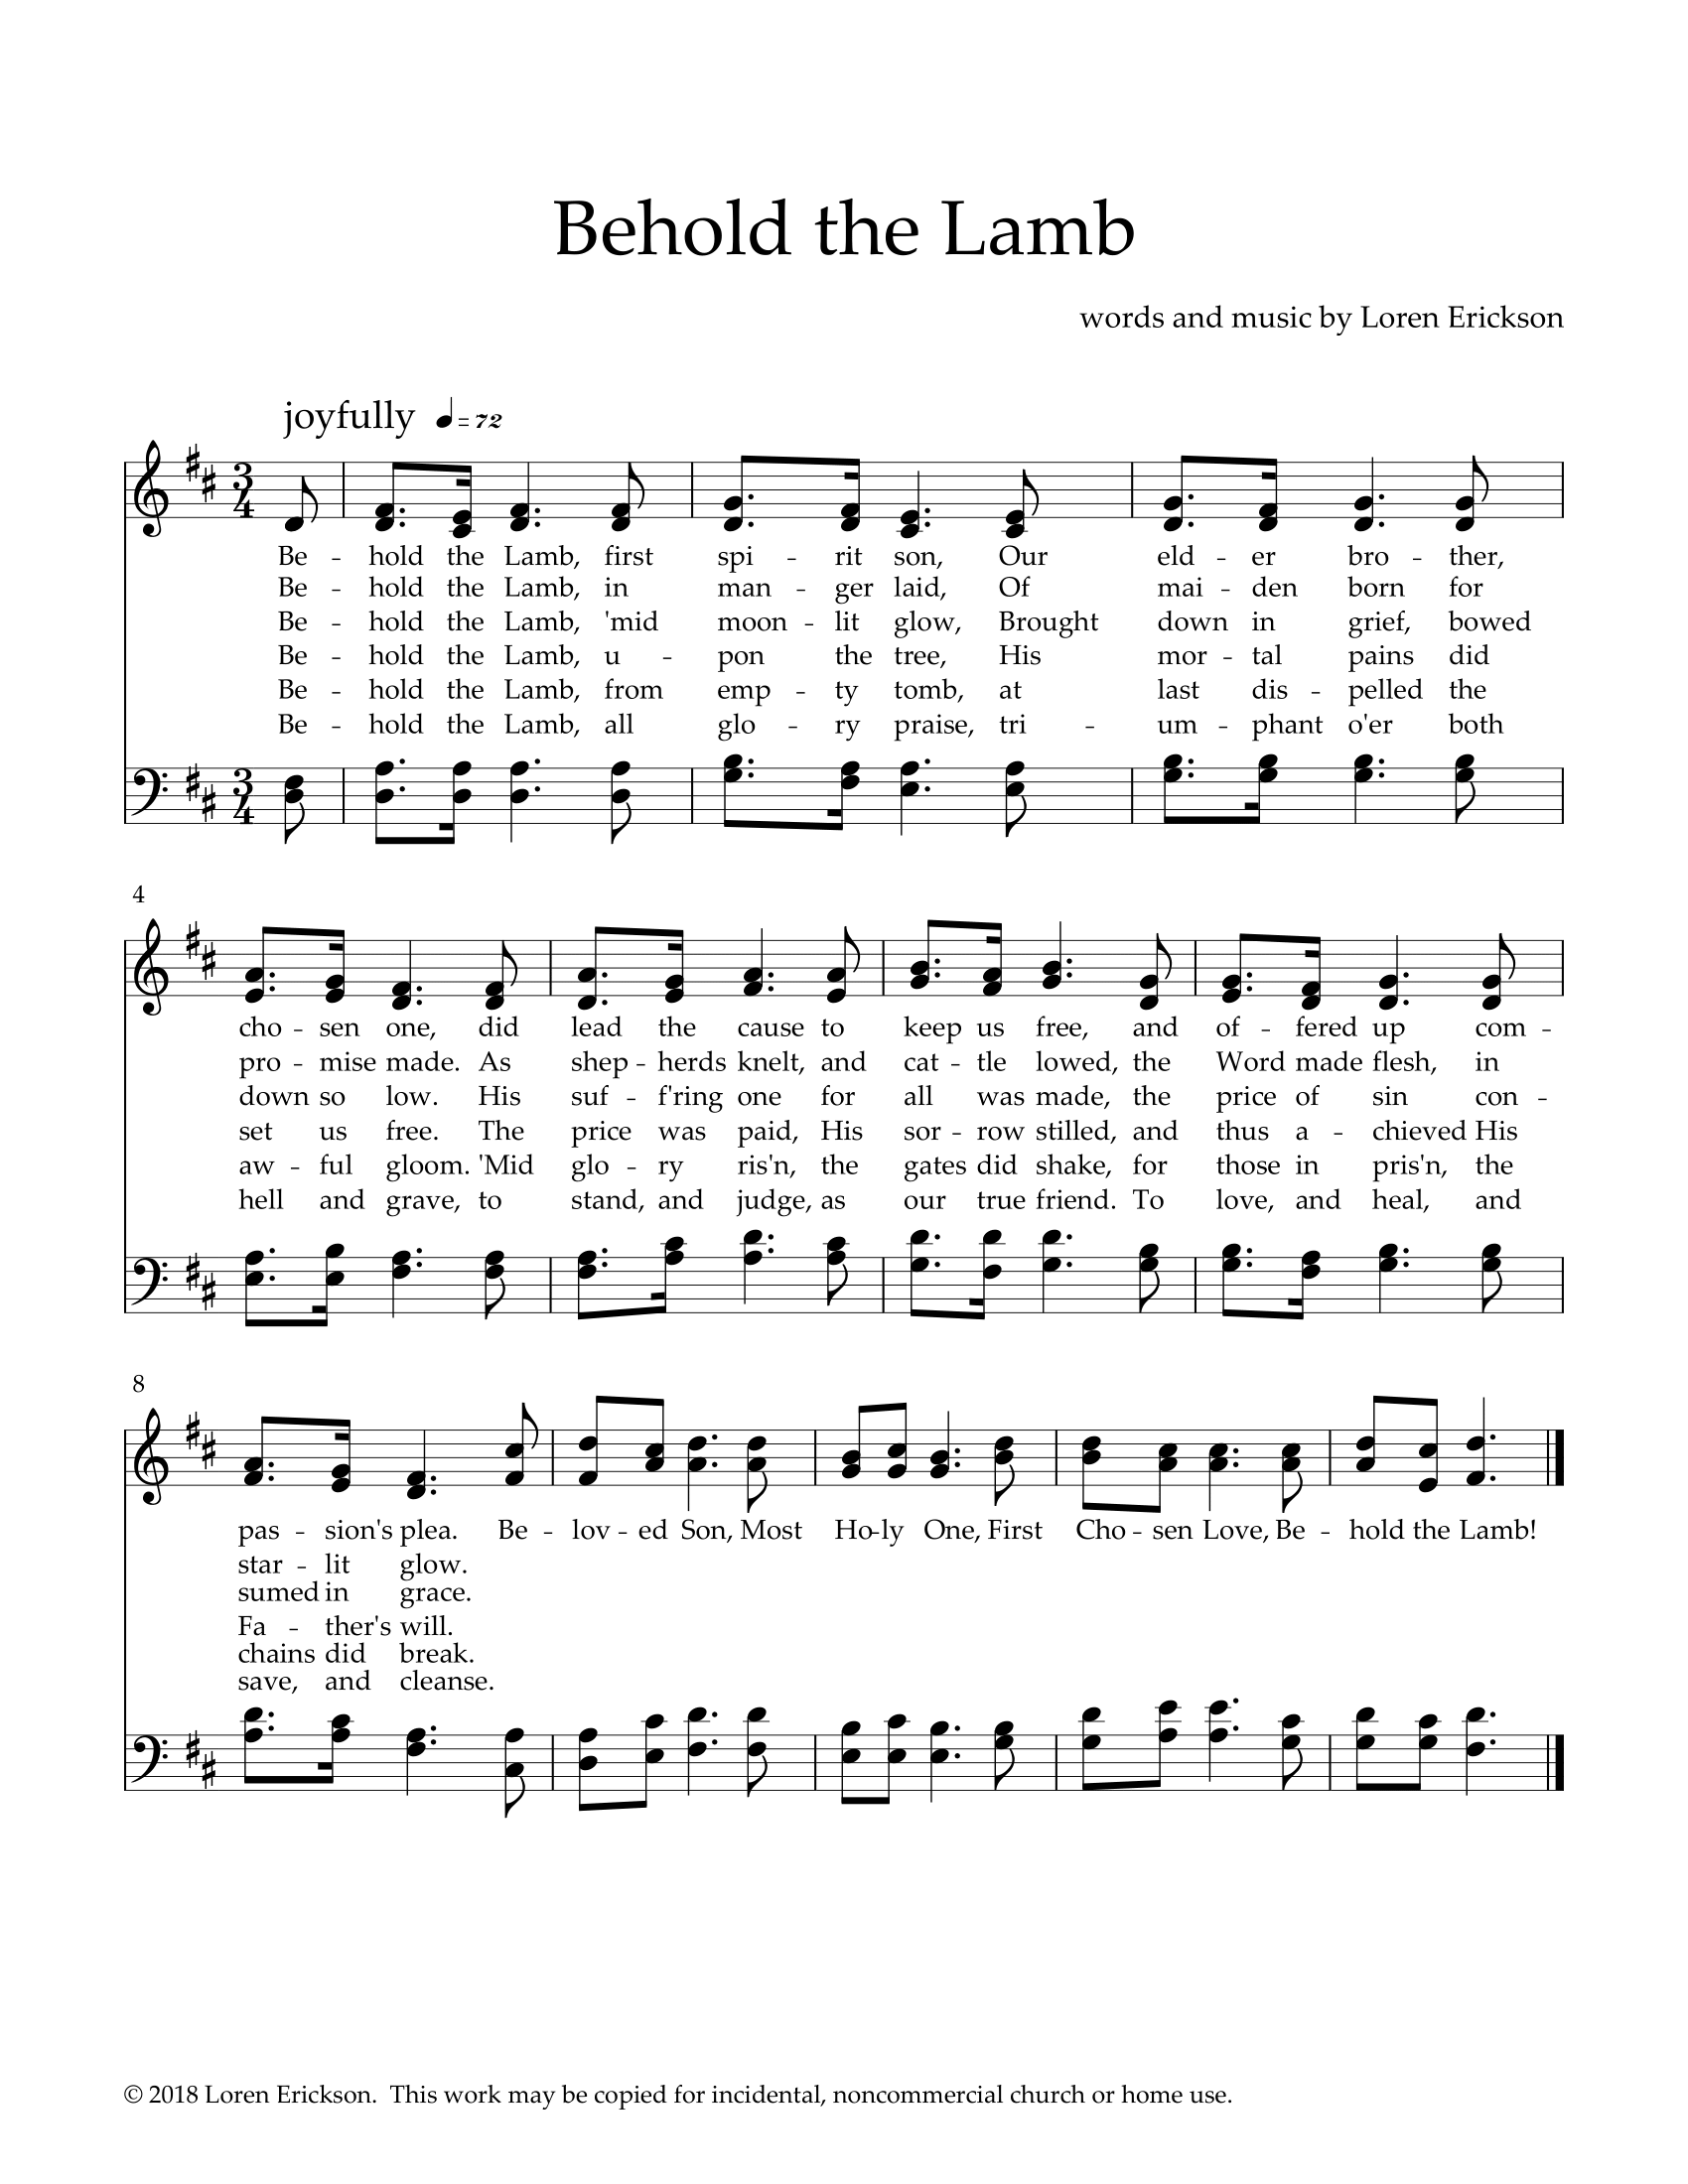 Behold the Lamb
words and music by Loren Erickson
joyfully ♩ = 72
3 4
Be - hold the Lamb, first spi - rit son, Our eld - er bro - ther,
Be - hold the Lamb, in man - ger laid, Of mai - den born for
Be - hold the Lamb, 'mid moon - lit glow, Brought down in grief, bowed
Be - hold the Lamb, u - pon the tree, His mor - tal pains did
Be - hold the Lamb, from emp - ty tomb, at last dis - pelled the
Be - hold the Lamb, all glo - ry praise, tri - um - phant o'er both
3 4
4
cho - sen one, did lead the cause to keep us free, and of - fered up com -
pro - mise made. As shep - herds knelt, and cat - tle lowed, the Word made flesh, in
down so low. His suf - f'ring one for all was made, the price of sin con -
set us free. The price was paid, His sor - row stilled, and thus a - chieved His
aw - ful gloom. 'Mid glo - ry ris'n, the gates did shake, for those in pris'n, the
hell and grave, to stand, and judge, as our true friend. To love, and heal, and
8
pas - sion's plea. Be - lov - ed Son, Most Ho - ly One, First Cho - sen Love, Be - hold the Lamb!
star - lit glow.
sumed in grace.
Fa - ther's will.
chains did break.
save, and cleanse.
© 2018 Loren Erickson. This work may be copied for incidental, noncommercial church or home use.